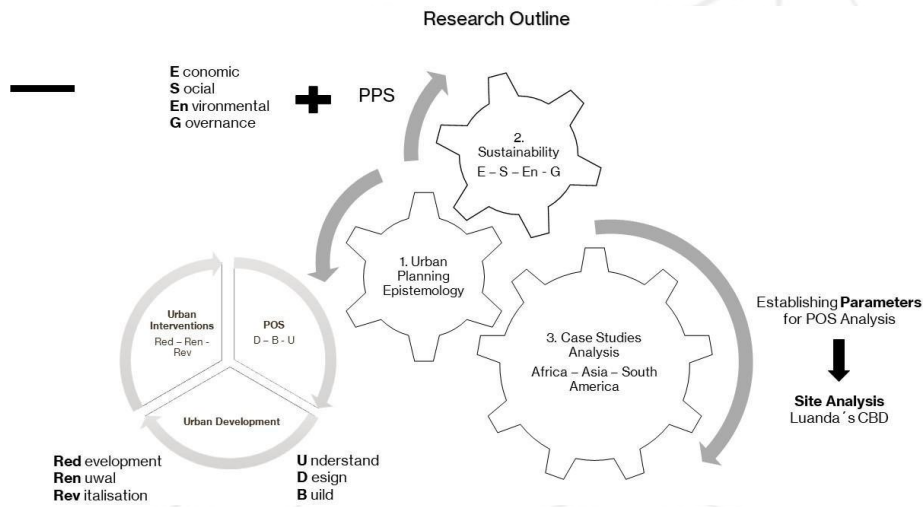 Research Outline
E conomic
S ocial
En vironmental
G overnance
PPS
2.
Sustainability
E – S – En - G
1. Urban
Planning
Epistemology
3. Case Studies
Analysis
Africa – Asia – South
America
Urban
Interventions
Red – Ren -
Rev
POS
D – B - U
Urban Development
Red evelopment
Ren uwal
Rev italisation
U nderstand
D esign
B uild
Establishing Parameters
for POS Analysis
Site Analysis
Luanda´s CBD